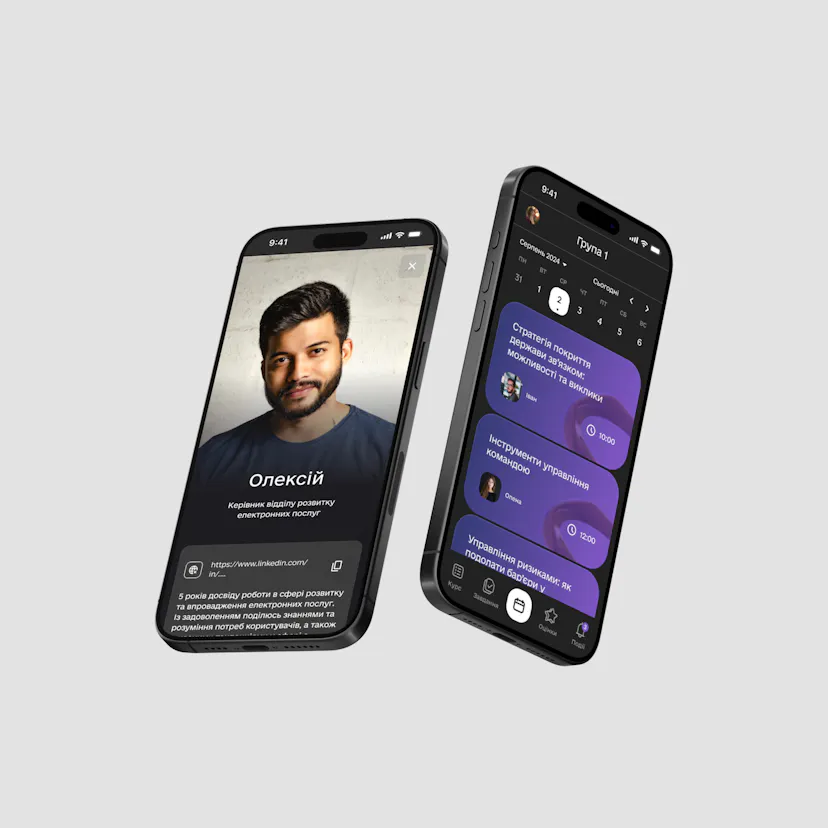 9:41
Олексій
Керівник відділу розвитку
електронних послуг
https://www.linkedin.com/
in/....
5 років досвіду роботи в сфері розвитку
та впровадження електронних послуг.
Із задоволенням поділюсь знаннями та
розуміння потреб користувачів, а також
9:41
Група 1
Серпень 2024
Сьогодні
ПН ВТ СР ЧТ ПТ СБ ВС
31 1 2 3 4 5 6
Стратегія покриття
держави зв'язком:
можливості та виклики
Іван
10:00
Інструменти управління
командою
Олена
12:00
Управління ризиками: як
подолати бар'єри у
Курс
Завдання
Оцінки
Події